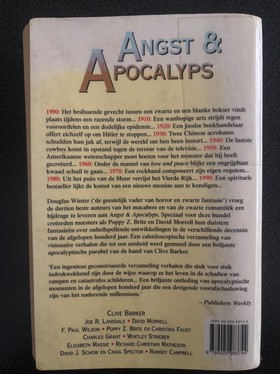 ANGST &
APOCALYPS
1900: Het beslissende gevecht tussen een zwarte en een blanke bokser vindt
plaats tijdens een razende storm... 1910: Een wanhopige arts strijdt tegen
vooroordelen en een dodelijke epidemie. 1920: Een joodse boekhandelaar
offert zichzelf op om Hitler te stoppen... 1930: Twee Chinese acrobaten
schudden hun juk af, terwijl de wereld om hen heen instort... 1940: De laatste
cowboy komt in opstand tegen de terreur van de televisie... 1950: Een
Amerikaanse wetenschapper moet boeten voor het monster dat hij heeft
gecreëerd... 1960: Onder de mantel van love and peace blijkt een ongrijpbaar
kwaad schuil te gaan... 1970: Een rockband componeert zijn eigen requiem...
1980: Uit het puin van de Muur verrijst het Vierde Rijk... 1990: Een spirituele
bestseller lijkt de komst van een nieuwe messias aan te kondigen...
Douglas Winter ('de geestelijk vader van horror en zwarte fantasie') vroeg
de dertien beste auteurs van het macabere en van de zwarte romantiek een
bijdrage te leveren aan Angst & Apocalyps. Speciaal voor deze bundel
creëerden meesters als Poppy Z. Brite en David Morrell hun duistere
fantasieën over onheilspellende ontwikkelingen in de verschillende decennia
van de afgelopen honderd jaar. Een caleidoscopische verzameling van
visionaire verhalen die tot een eenheid werd gesmeed door een briljante
apocalyptische parabel van de hand van Clive Barker.
'Een ingenieus geconstrueerde verzameling verhalen die stuk voor stuk
indrukwekkend zijn door de wijze waarop ze het leven in de schaduw van
rampen en catastrofes schilderen... Een briljante onleding van apocalyptische
momenten in de afgelopen honderd jaar die een dreigende vooruitschaduwing
zijn van het naderende millennium.'
– Publishers Weekly
CLIVE BARKER
JOE R. LANSDALE DAVID MORRELL
F. PAUL WILSON POPPY Z. BRITE EN CHRISTINA FAUST
CHARLES GRANT WHITLEY STRIEBER
ELIZABETH MASSIE RICHARD CHRISTIAN MATHESON
DAVID J. SCHOW EN CRAIG SPECTOR RAMSEY CAMPBELL